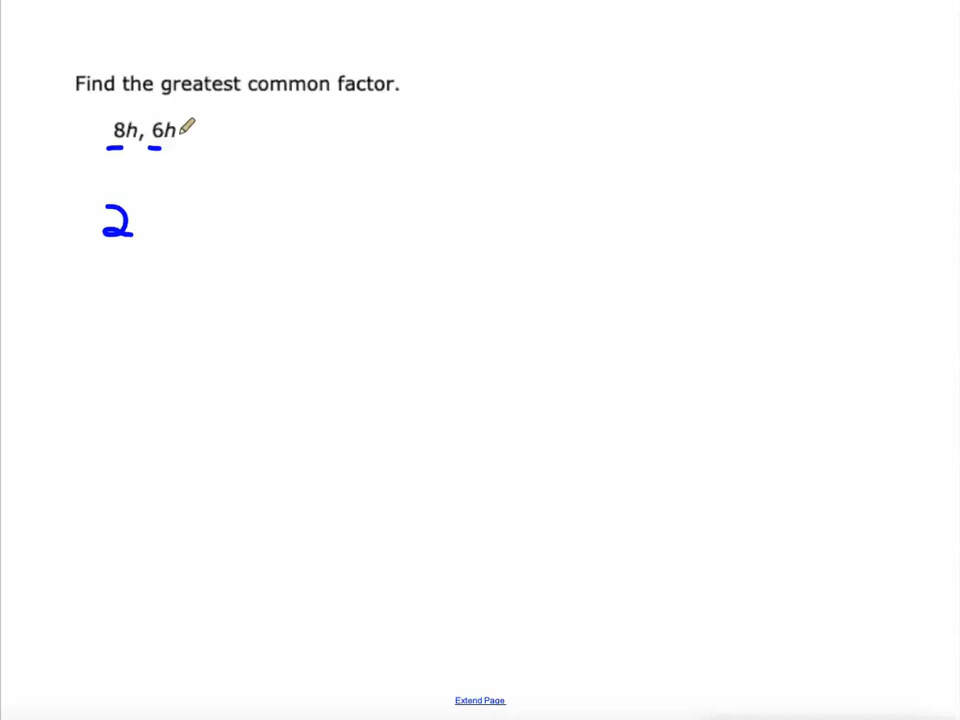 Find the greatest common factor.
8h, 6h
2
Extend Page